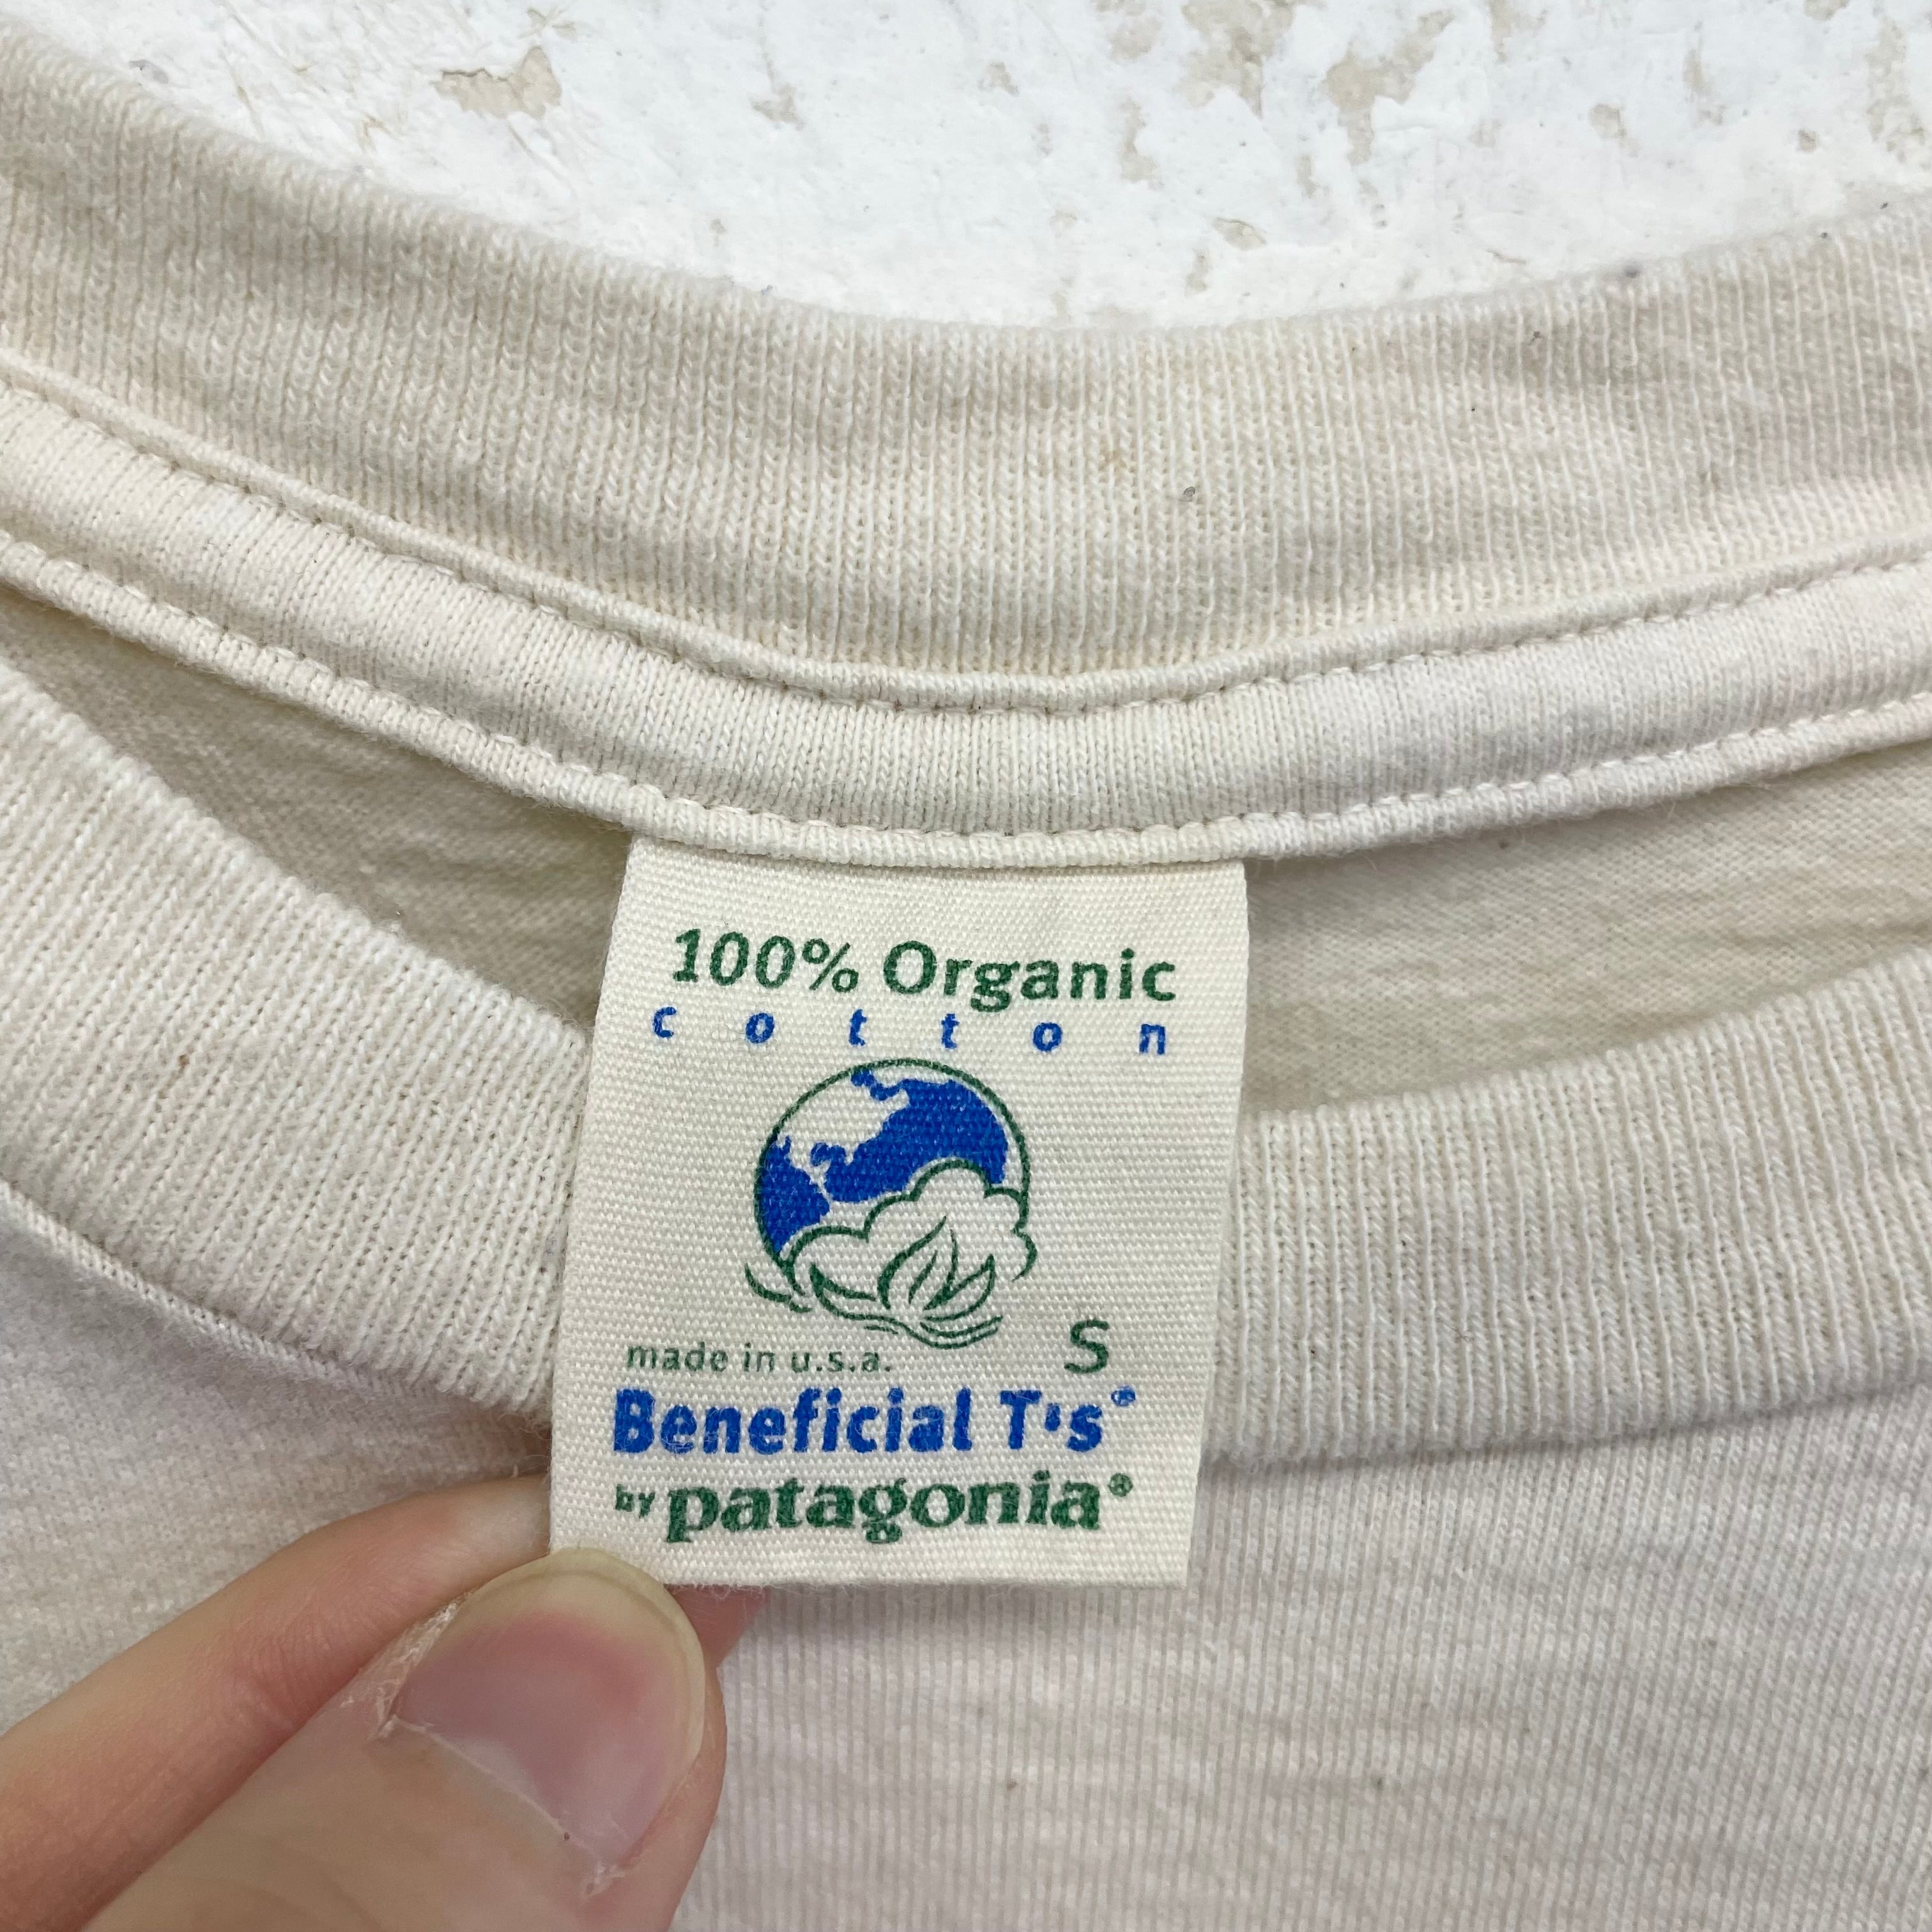 100% Organic
cotton
S
made in u.s.a.
Beneficial T's®
by patagonia®